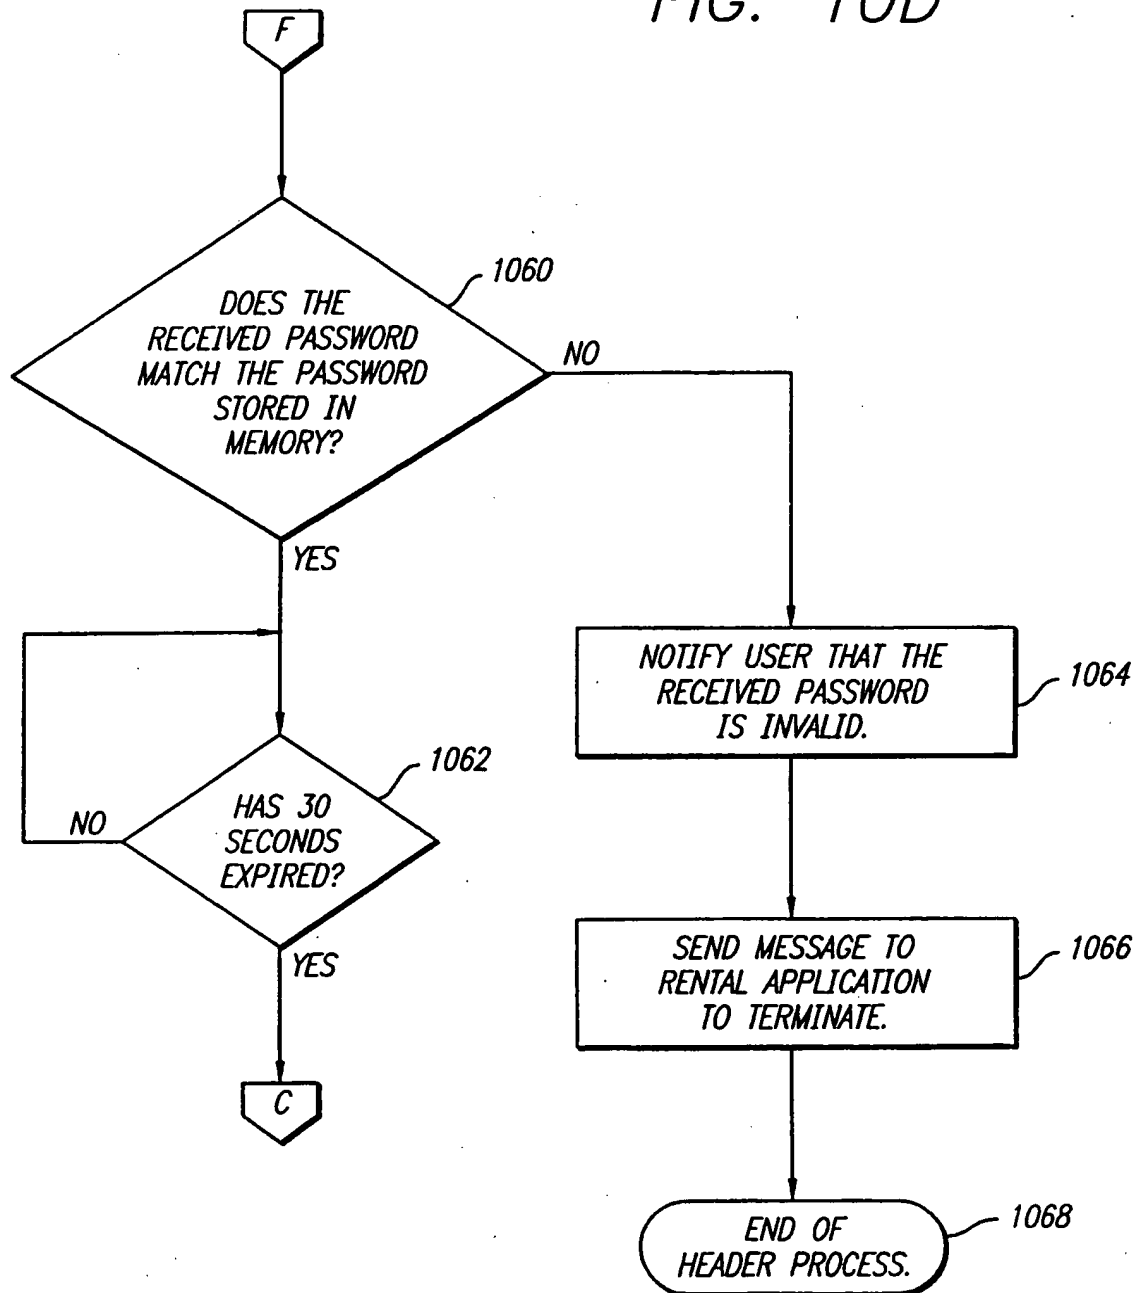 FIG. 10D
F
1060
DOES THE
RECEIVED PASSWORD
MATCH THE PASSWORD
STORED IN
MEMORY?
NO
YES
NOTIFY USER THAT THE
RECEIVED PASSWORD
IS INVALID.
1064
1062
HAS 30
SECONDS
EXPIRED?
NO
YES
SEND MESSAGE TO
RENTAL APPLICATION
TO TERMINATE.
1066
C
END OF
HEADER PROCESS.
1068